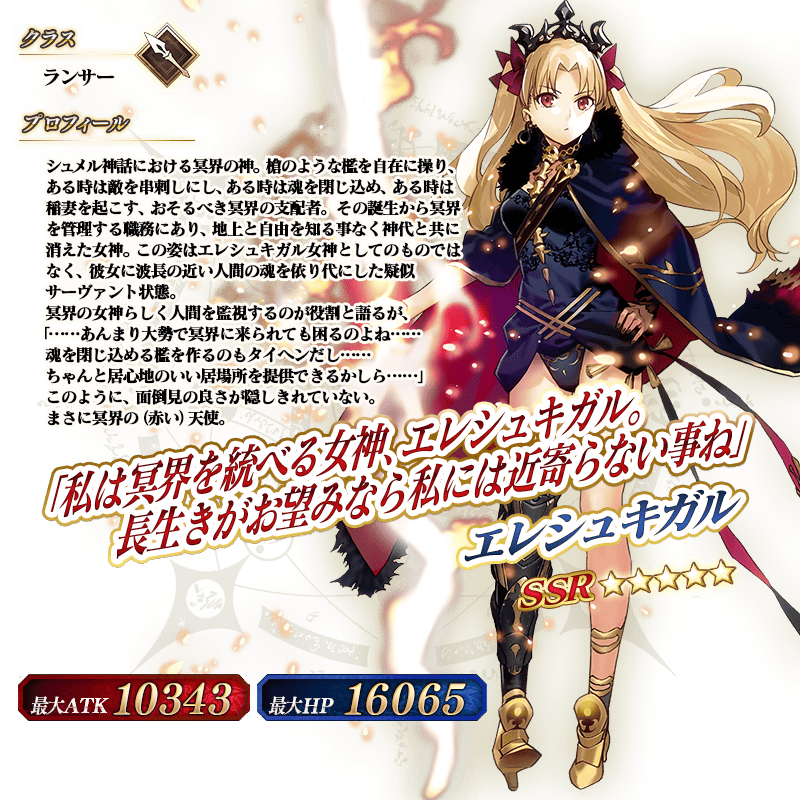 クラス
ランサー
プロフィール
シュメル神話における冥界の神。槍のような檻を自在に操り、
ある時は敵を串刺しにし、ある時は魂を閉じ込め、ある時は
稲妻を起こす、おそるべき冥界の支配者。その誕生から冥界
を管理する職務にあり、地上と自由を知る事なく神代と共に
消えた女神。この姿はエレシュキガル女神としてのものでは
なく、彼女に波長の近い人間の魂を依り代にした疑似
サーヴァント状態。
冥界の女神らしく人間を監視するのが役割と語るが、
「……あんまり大勢で冥界に来られても困るのよね……
魂を閉じ込める檻を作るのもタイヘンだし……
ちゃんと居心地のいい居場所を提供できるかしら……」
このように、面倒見の良さが隠しきれていない。
まさに冥界の（赤い）天使。
「私は冥界を統べる女神、エレシュキガル。
長生きがお望みなら私には近寄らない事ね」
エレシュキガル
SSR ☆☆☆☆☆
最大ATK 10343
最大HP 16065